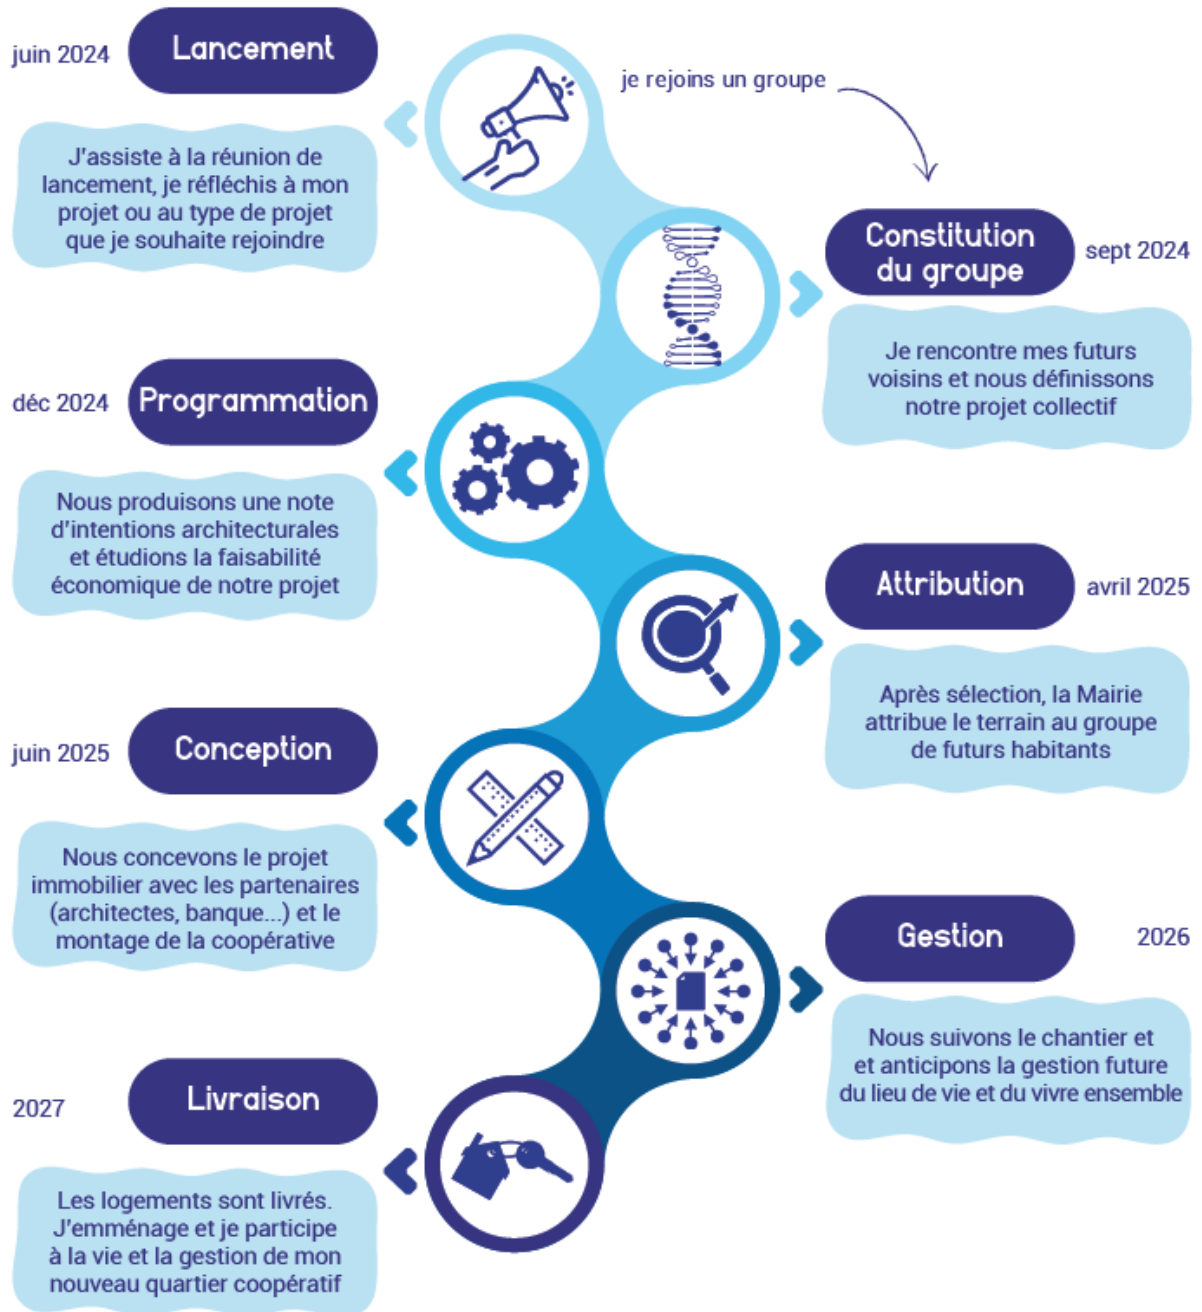 juin 2024
Lancement
J'assiste à la réunion de
lancement, je réfléchis à mon
projet ou au type de projet
que je souhaite rejoindre
je rejoins un groupe
Constitution
du groupe
sept 2024
Je rencontre mes futurs
voisins et nous définissons
notre projet collectif
déc 2024
Programmation
Nous produisons une note
d'intentions architecturales
et étudions la faisabilité
économique de notre projet
Attribution
avril 2025
Après sélection, la Mairie
attribue le terrain au groupe
de futurs habitants
juin 2025
Conception
Nous concevons le projet
immobilier avec les partenaires
(architectes, banque...) et le
montage de la coopérative
Gestion
2026
Nous suivons le chantier et
et anticipons la gestion future
du lieu de vie et du vivre ensemble
2027
Livraison
Les logements sont livrés.
J'emménage et je participe
à la vie et la gestion de mon
nouveau quartier coopératif